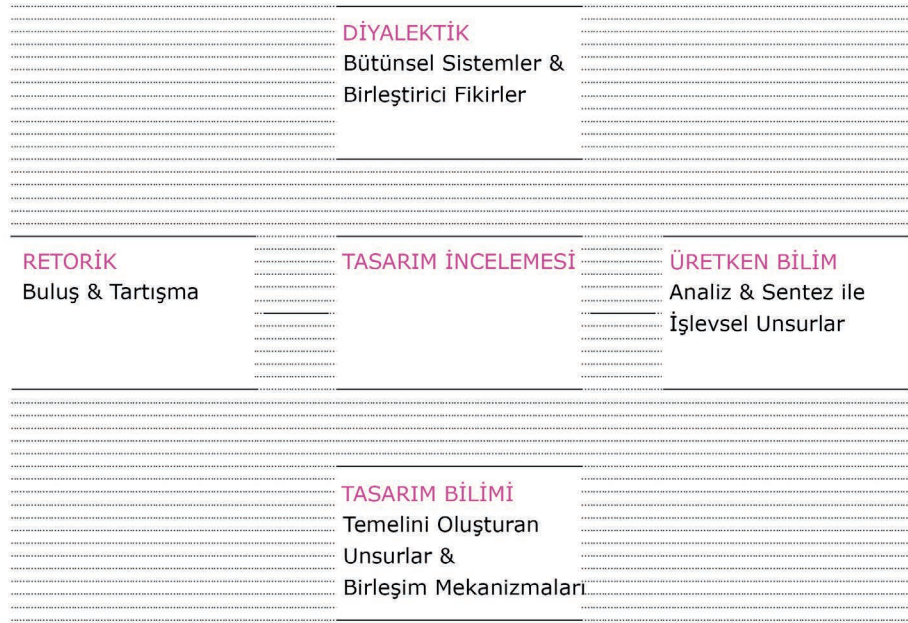 DİYALEKTİK
Bütünsel Sistemler &
Birleştirici Fikirler
RETORİK
Buluş & Tartışma
TASARIM İNCELEMESİ
ÜRETKEN BİLİM
Analiz & Sentez ile
İşlevsel Unsurlar
TASARIM BİLİMİ
Temelini Oluşturan
Unsurlar &
Birleşim Mekanizmaları